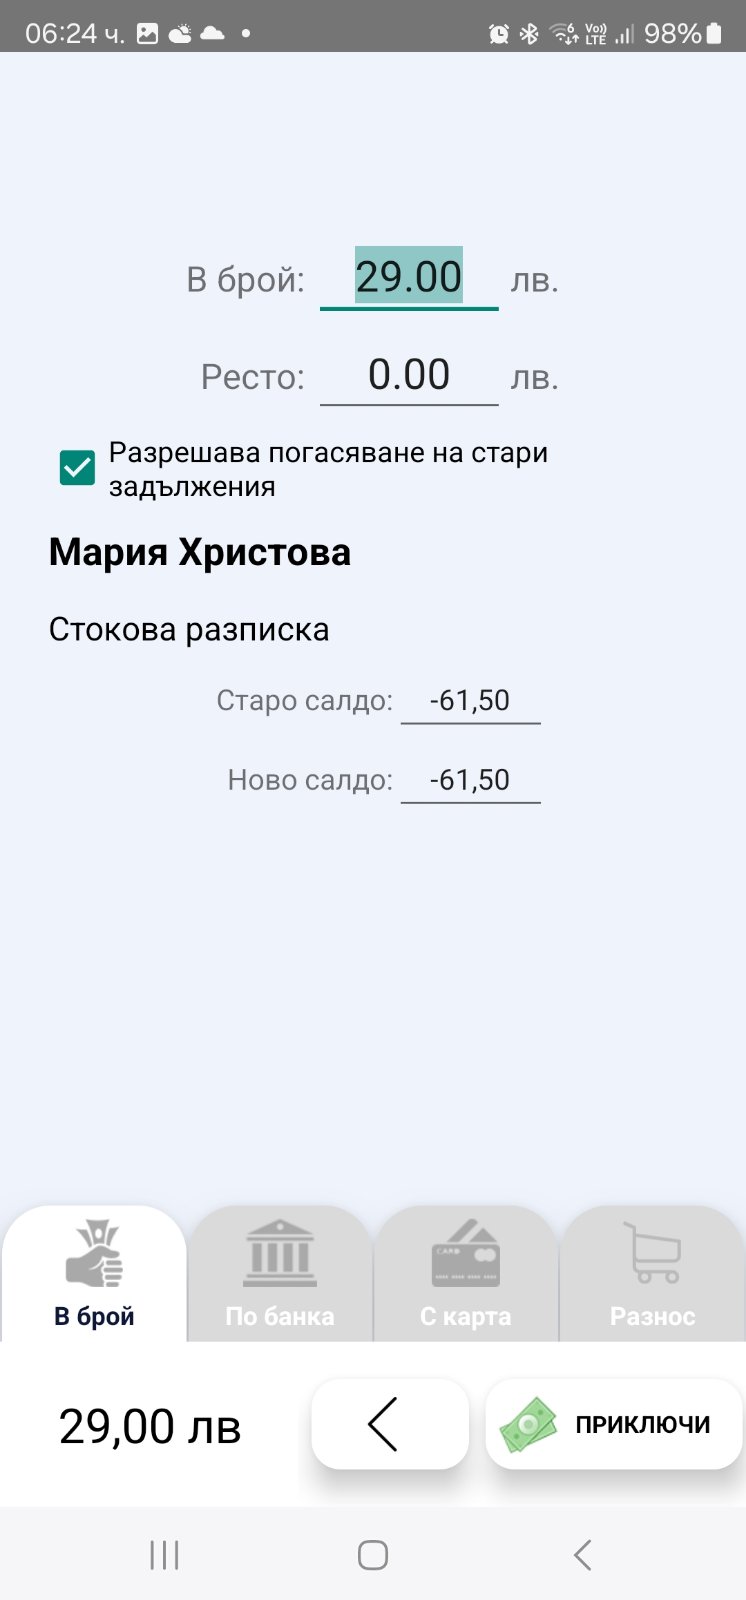 06:24 ч. 98%
В брой: 29.00 лв.
Ресто: 0.00 лв.
Разрешава погасяване на стари
задължения
Мария Христова
Стокова разписка
Старо салдо: -61,50
Ново салдо: -61,50
В брой По банка С карта Разнос
29,00 лв ПРИКЛЮЧИ